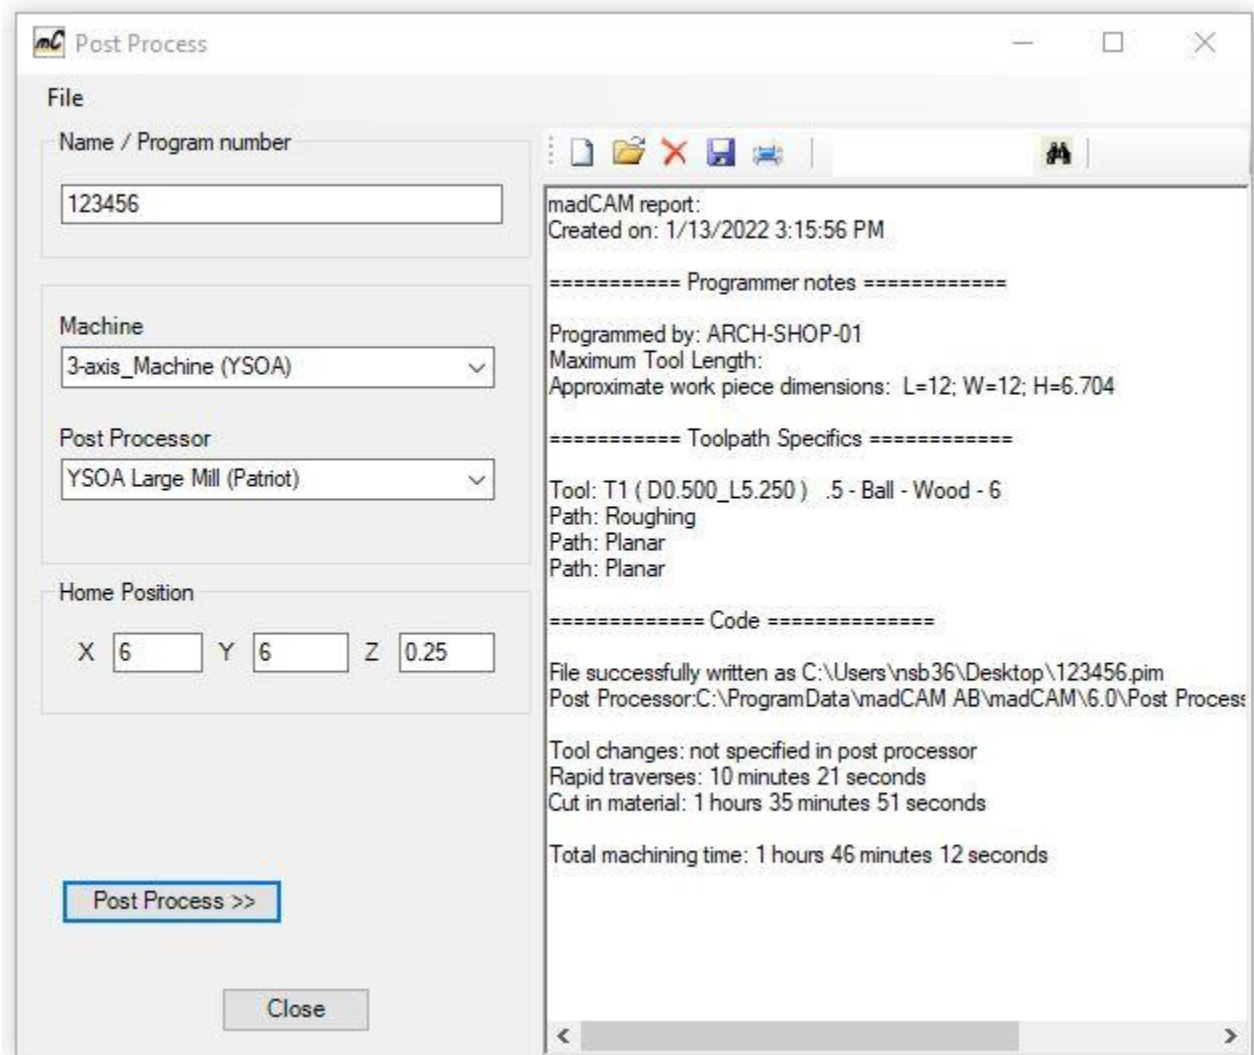 mC Post Process
File
Name / Program number
123456
Machine
3-axis_Machine (YSOA)
Post Processor
YSOA Large Mill (Patriot)
Home Position
X 6 Y 6 Z 0.25
Post Process >>
Close
madCAM report:
Created on: 1/13/2022 3:15:56 PM
=========== Programmer notes ============
Programmed by: ARCH-SHOP-01
Maximum Tool Length:
Approximate work piece dimensions:  L=12; W=12; H=6.704
=========== Toolpath Specifics ============
Tool: T1 ( D0.500_L5.250 )   .5 - Ball - Wood - 6
Path: Roughing
Path: Planar
Path: Planar
============= Code ==============
File successfully written as C:\Users\nsb36\Desktop\123456.pim
Post Processor:C:\ProgramData\madCAM AB\madCAM\6.0\Post Process
Tool changes: not specified in post processor
Rapid traverses: 10 minutes 21 seconds
Cut in material: 1 hours 35 minutes 51 seconds
Total machining time: 1 hours 46 minutes 12 seconds